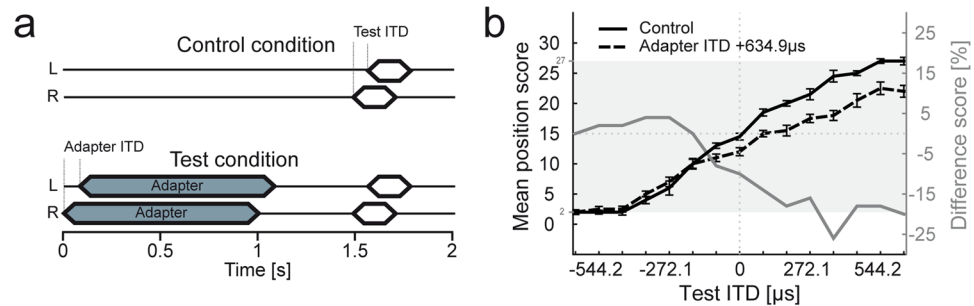 a
Control condition
Test ITD
L
R
Adapter ITD
Test condition
L
Adapter
R
Adapter
0
0.5
1
1.5
2
Time [s]
b
Control
Adapter ITD +634.9µs
Mean position score
30
27
25
20
15
10
5
2
0
-544.2
-272.1
0
272.1
544.2
Test ITD [µs]
25
15
5
-5
-15
-25
Difference score [%]